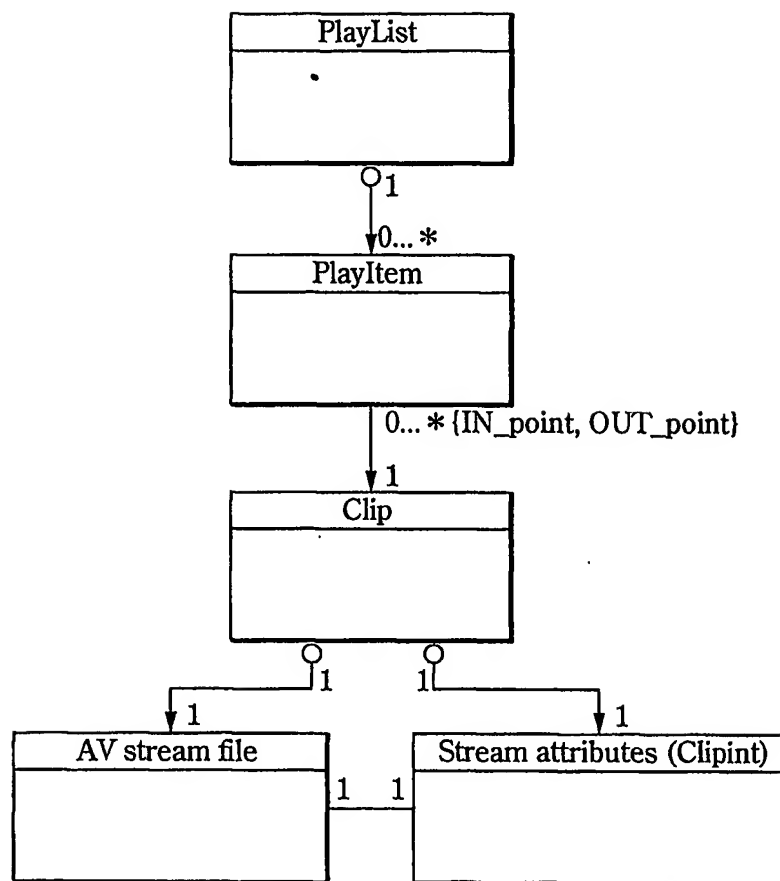 PlayList
1
0... *
PlayItem
0... * {IN_point, OUT_point}
1
Clip
1 1
1 1
AV stream file Stream attributes (Clipint)
1 1